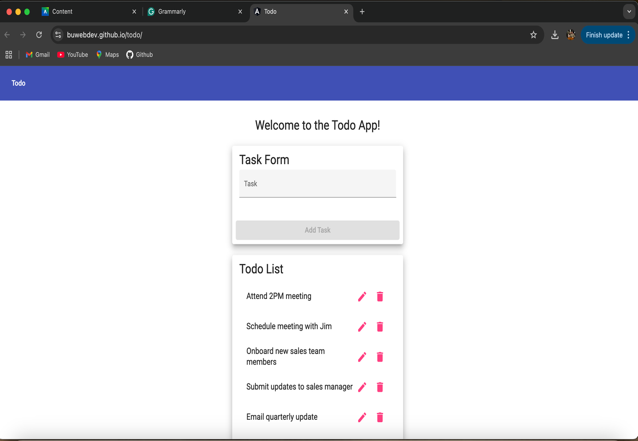 Content
Grammarly
Todo
buwebdev.github.io/todo/
Finish update
Gmail
YouTube
Maps
Github
Todo
Welcome to the Todo App!
Task Form
Task
Add Task
Todo List
Attend 2PM meeting
Schedule meeting with Jim
Onboard new sales team
members
Submit updates to sales manager
Email quarterly update